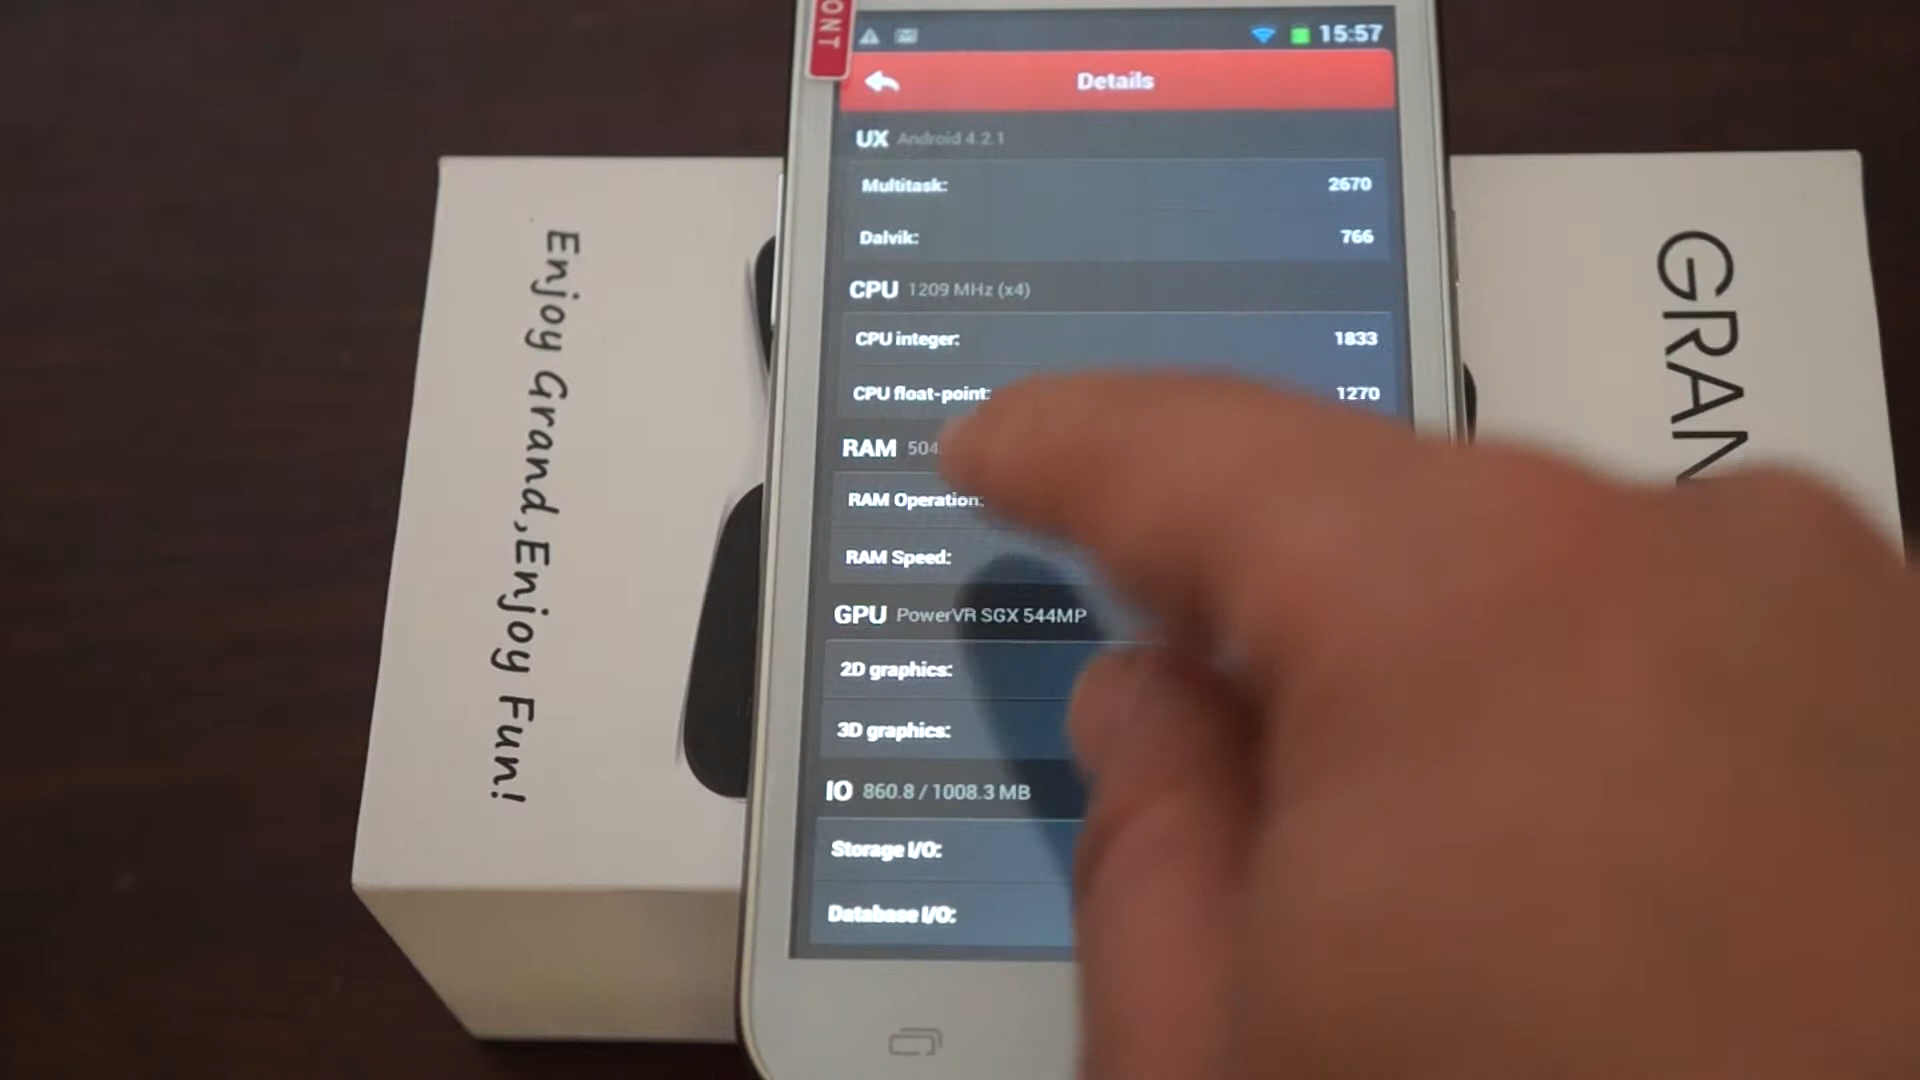 ONT
15:57
Details
UX Android 4.2.1
Multitask: 2670
Dalvik: 766
CPU 1209 MHz (x4)
CPU integer: 1833
CPU float-point: 1270
RAM 504
RAM Operation:
RAM Speed:
GPU PowerVR SGX 544MP
2D graphics:
3D graphics:
IO 860.8 / 1008.3 MB
Storage I/O:
Database I/O:
Enjoy Grand,Enjoy Fun!
GRAN